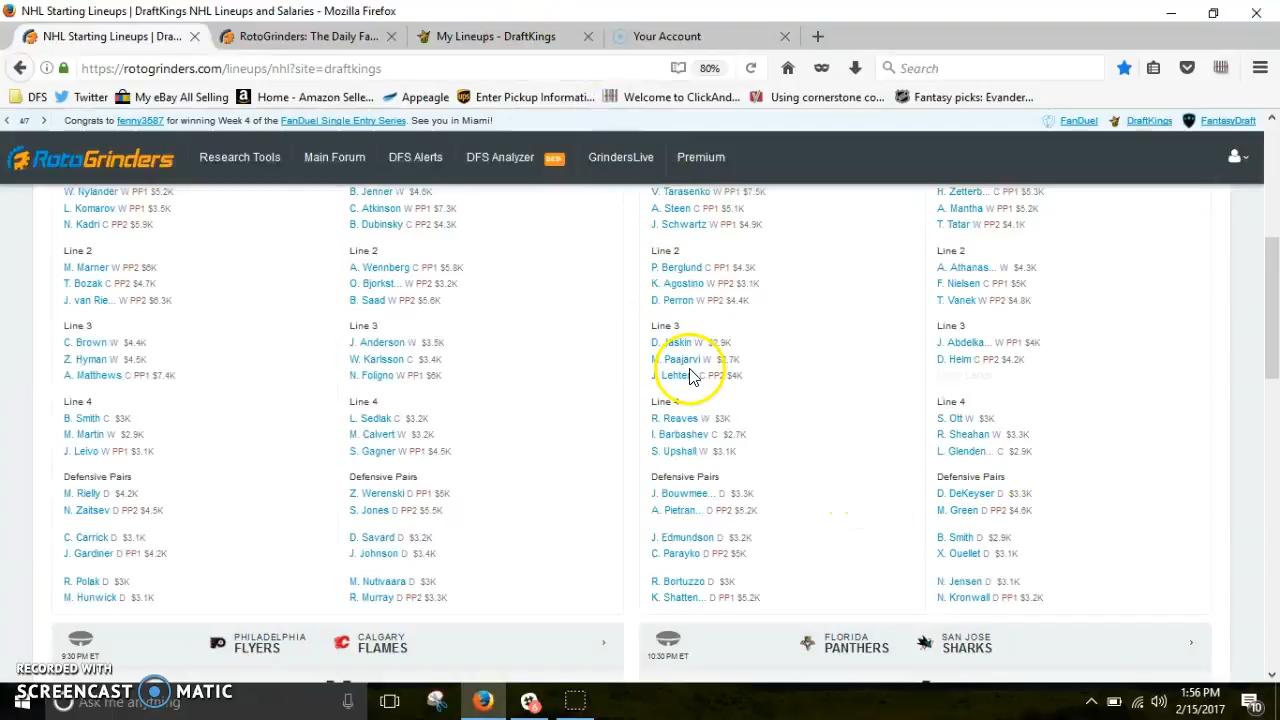 NHL Starting Lineups | DraftKings NHL Lineups and Salaries - Mozilla Firefox
NHL Starting Lineups | Dra...
RotoGrinders: The Daily Fa...
My Lineups - DraftKings
Your Account
https://rotogrinders.com/lineups/nhl?site=draftkings
80%
Search
DFS
Twitter
My eBay All Selling
Home - Amazon Selle...
Appeagle
Enter Pickup Informati...
Welcome to ClickAnd...
Using cornerstone co...
Fantasy picks: Evander...
4/7
Congrats to fenny3587 for winning Week 4 of the FanDuel Single Entry Series. See you in Miami!
FanDuel
DraftKings
FantasyDraft
RotoGrinders
Research Tools
Main Forum
DFS Alerts
DFS Analyzer
BETA
GrindersLive
Premium
W. Nylander W PP1 $5.2K
L. Komarov W PP1 $3.5K
N. Kadri C PP2 $5.9K
Line 2
M. Marner W PP2 $6K
T. Bozak C PP2 $4.7K
J. van Rie... W PP2 $6.3K
Line 3
C. Brown W $4.4K
Z. Hyman W $4.5K
A. Matthews C PP1 $7.4K
Line 4
B. Smith C $3K
M. Martin W $2.9K
J. Leivo W PP1 $3.1K
Defensive Pairs
M. Rielly D $4.2K
N. Zaitsev D PP2 $4.5K
C. Carrick D $3.1K
J. Gardiner D PP1 $4.2K
R. Polak D $3K
M. Hunwick D $3.1K
B. Jenner W $4.6K
C. Atkinson W PP1 $7.3K
B. Dubinsky C PP2 $4.3K
Line 2
A. Wennberg C PP1 $5.8K
O. Bjorkst... W PP2 $3.2K
B. Saad W PP2 $5.6K
Line 3
J. Anderson W $3.5K
W. Karlsson C $3.4K
N. Foligno W PP1 $6K
Line 4
L. Sedlak C $3.2K
M. Calvert W $3.2K
S. Gagner W PP1 $4.5K
Defensive Pairs
Z. Werenski D PP1 $5K
S. Jones D PP2 $5.5K
D. Savard D $3.2K
J. Johnson D $3.4K
M. Nutivaara D $3K
R. Murray D PP2 $3.3K
V. Tarasenko W PP1 $7.5K
A. Steen C PP1 $5.1K
J. Schwartz W PP1 $4.9K
Line 2
P. Berglund C PP1 $4.3K
K. Agostino W PP2 $3.1K
D. Perron W PP2 $4.4K
Line 3
D. Jaskin W $2.9K
M. Paajarvi W $2.7K
J. Lehte... C PP2 $4K
Line 4
R. Reaves W $3K
I. Barbashev C $2.7K
S. Upshall W $3.1K
Defensive Pairs
J. Bouwmee... D $3.3K
A. Pietran... D PP2 $5.2K
J. Edmundson D $3.2K
C. Parayko D PP2 $5K
R. Bortuzzo D $3K
K. Shatten... D PP1 $5.2K
H. Zetterb... C PP1 $5.3K
A. Mantha W PP1 $5.2K
T. Tatar W PP2 $4.1K
Line 2
A. Athanas... W $4.3K
F. Nielsen C PP1 $5K
T. Vanek W PP2 $4.8K
Line 3
J. Abdelka... W PP1 $4K
D. Helm C PP2 $4.2K
Line 4
S. Ott W $3K
R. Sheahan W $3.3K
L. Glenden... C $2.9K
Defensive Pairs
D. DeKeyser D $3.3K
M. Green D PP2 $4.6K
B. Smith D $2.9K
X. Ouellet D $3.1K
N. Jensen D $3.1K
N. Kronwall D PP1 $3.2K
9:30 PM ET
PHILADELPHIA
FLYERS
CALGARY
FLAMES
10:30 PM ET
FLORIDA
PANTHERS
SAN JOSE
SHARKS
RECORDED WITH
SCREENCAST MATIC
Ask me anything
1:56 PM
2/15/2017
10